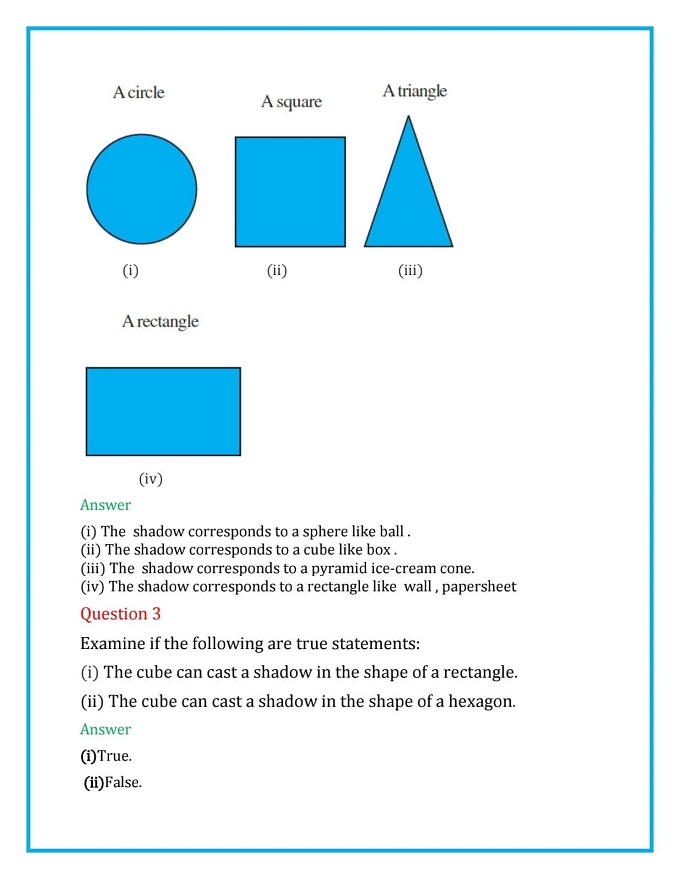 A circle
A square
A triangle
(i)
(ii)
(iii)
A rectangle
(iv)
Answer
(i) The shadow corresponds to a sphere like ball .
(ii) The shadow corresponds to a cube like box .
(iii) The shadow corresponds to a pyramid ice-cream cone.
(iv) The shadow corresponds to a rectangle like wall , papersheet
Question 3
Examine if the following are true statements:
(i) The cube can cast a shadow in the shape of a rectangle.
(ii) The cube can cast a shadow in the shape of a hexagon.
Answer
(i)True.
(ii)False.